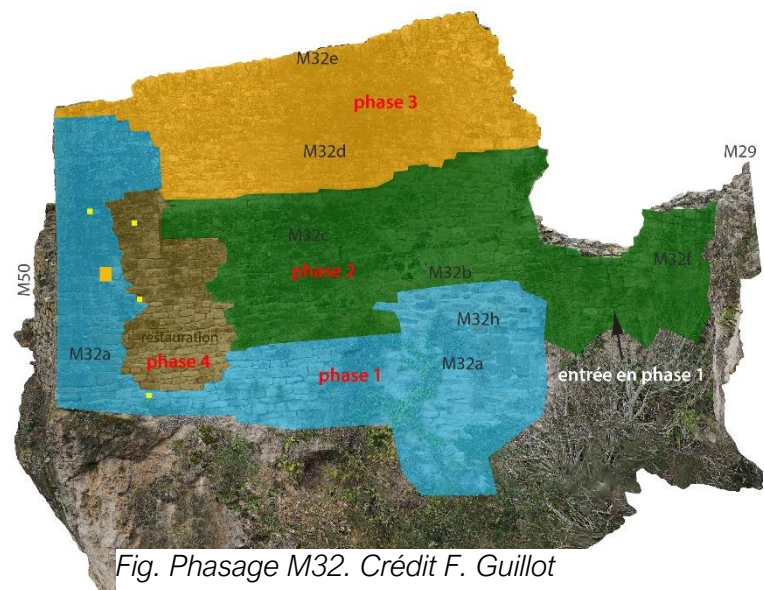 M32e
phase 3
M32d
M29
M32c
M32f
phase 2
M32b
M50
M32h
restauration
M32a
phase 4
phase 1
M32a
entrée en phase 1
Fig. Phasage M32. Crédit F. Guillot